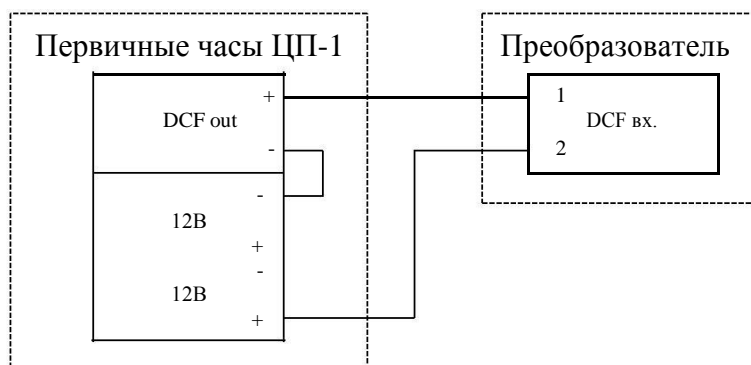 Первичные часы ЦП-1
Преобразователь
+
DCF out
-
1
DCF вх.
2
-
12В
+
-
12В
+